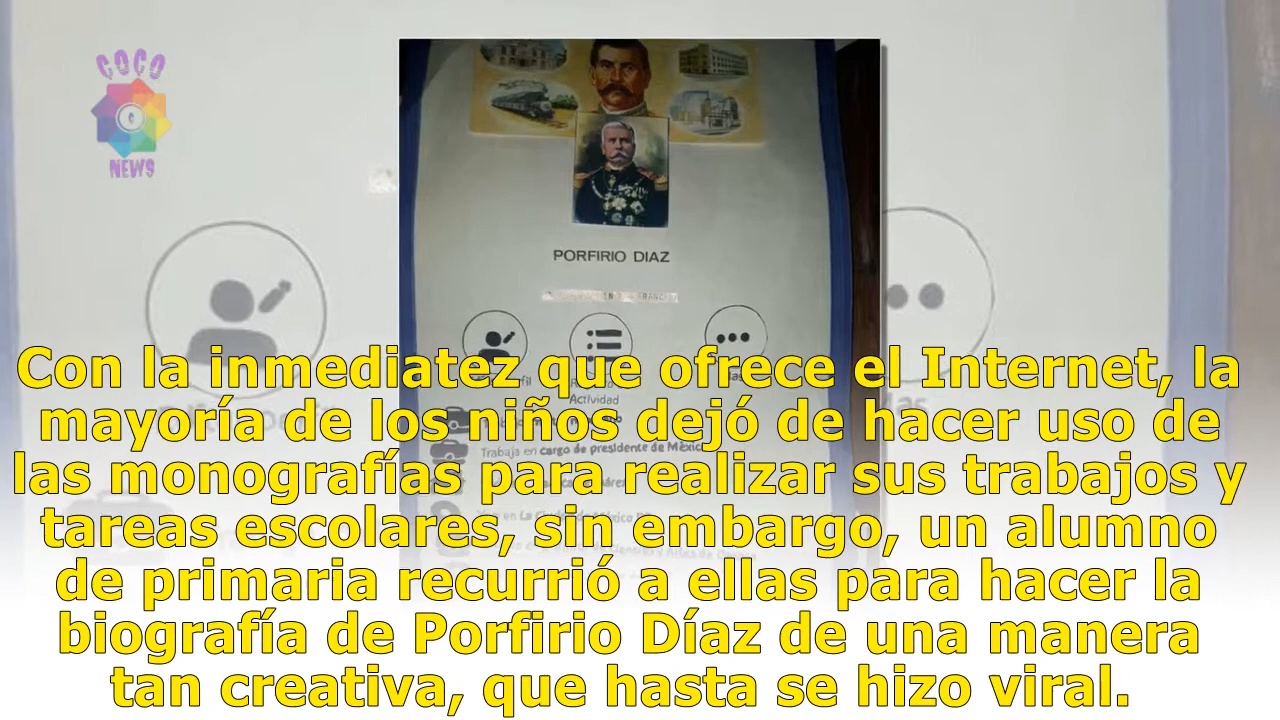 COCO
NEWS
PORFIRIO DIAZ
Actividad
Trabaja en cargo de presidente de México
Con la inmediatez que ofrece el Internet, la
mayoría de los niños dejó de hacer uso de
las monografías para realizar sus trabajos y
tareas escolares, sin embargo, un alumno
de primaria recurrió a ellas para hacer la
biografía de Porfirio Díaz de una manera
tan creativa, que hasta se hizo viral.